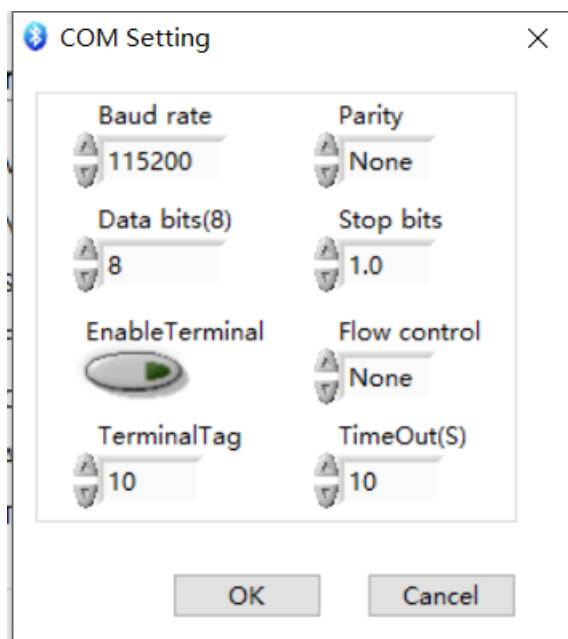 COM Setting
Baud rate Parity
115200 None
Data bits(8) Stop bits
8 1.0
EnableTerminal Flow control
None
TerminalTag TimeOut(S)
10 10
OK Cancel